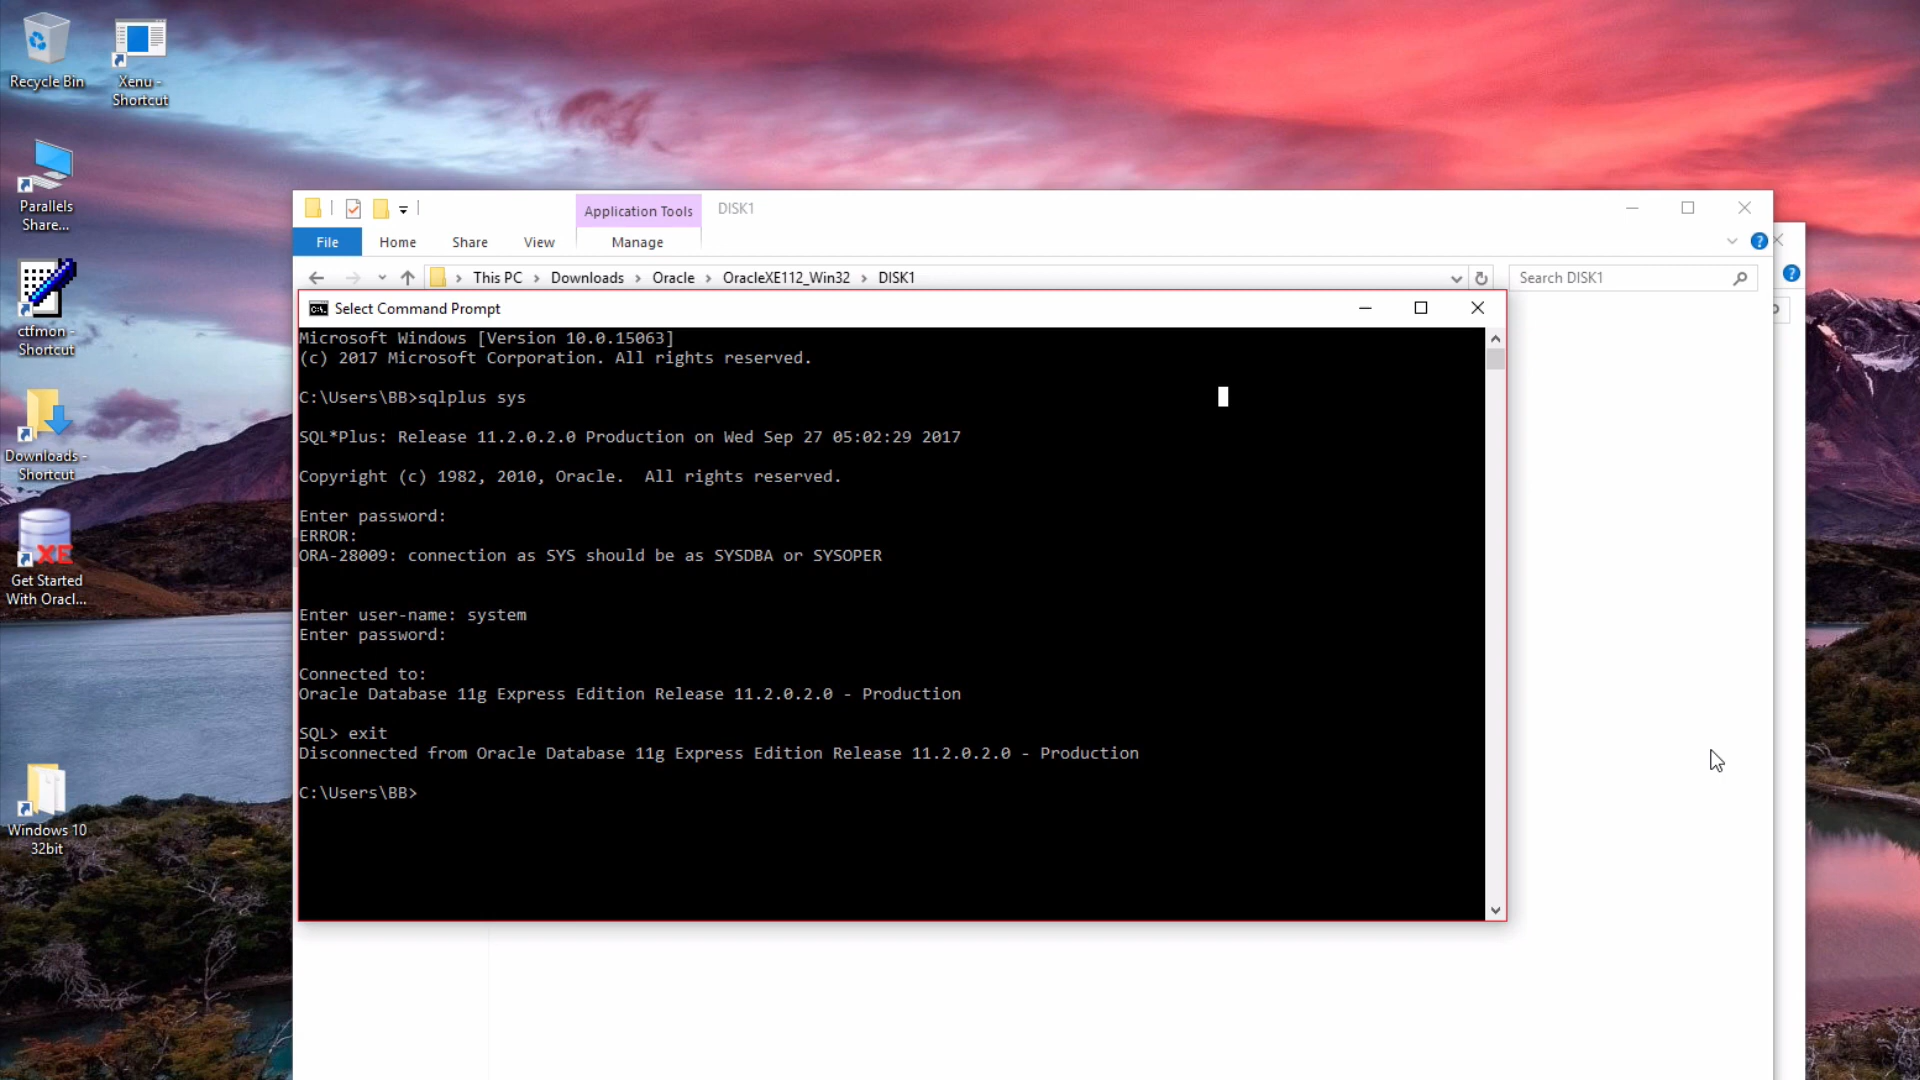 Recycle Bin
Xenu -
Shortcut
Parallels
Share...
ctfmon -
Shortcut
Downloads -
Shortcut
XE
Get Started
With Oracl...
Windows 10
32bit
Application Tools
DISK1
File
Home
Share
View
Manage
This PC
Downloads
Oracle
OracleXE112_Win32
DISK1
Search DISK1
Select Command Prompt
Microsoft Windows [Version 10.0.15063]
(c) 2017 Microsoft Corporation. All rights reserved.
C:\Users\BB>sqlplus sys
SQL*Plus: Release 11.2.0.2.0 Production on Wed Sep 27 05:02:29 2017
Copyright (c) 1982, 2010, Oracle.  All rights reserved.
Enter password:
ERROR:
ORA-28009: connection as SYS should be as SYSDBA or SYSOPER
Enter user-name: system
Enter password:
Connected to:
Oracle Database 11g Express Edition Release 11.2.0.2.0 - Production
SQL> exit
Disconnected from Oracle Database 11g Express Edition Release 11.2.0.2.0 - Production
C:\Users\BB>